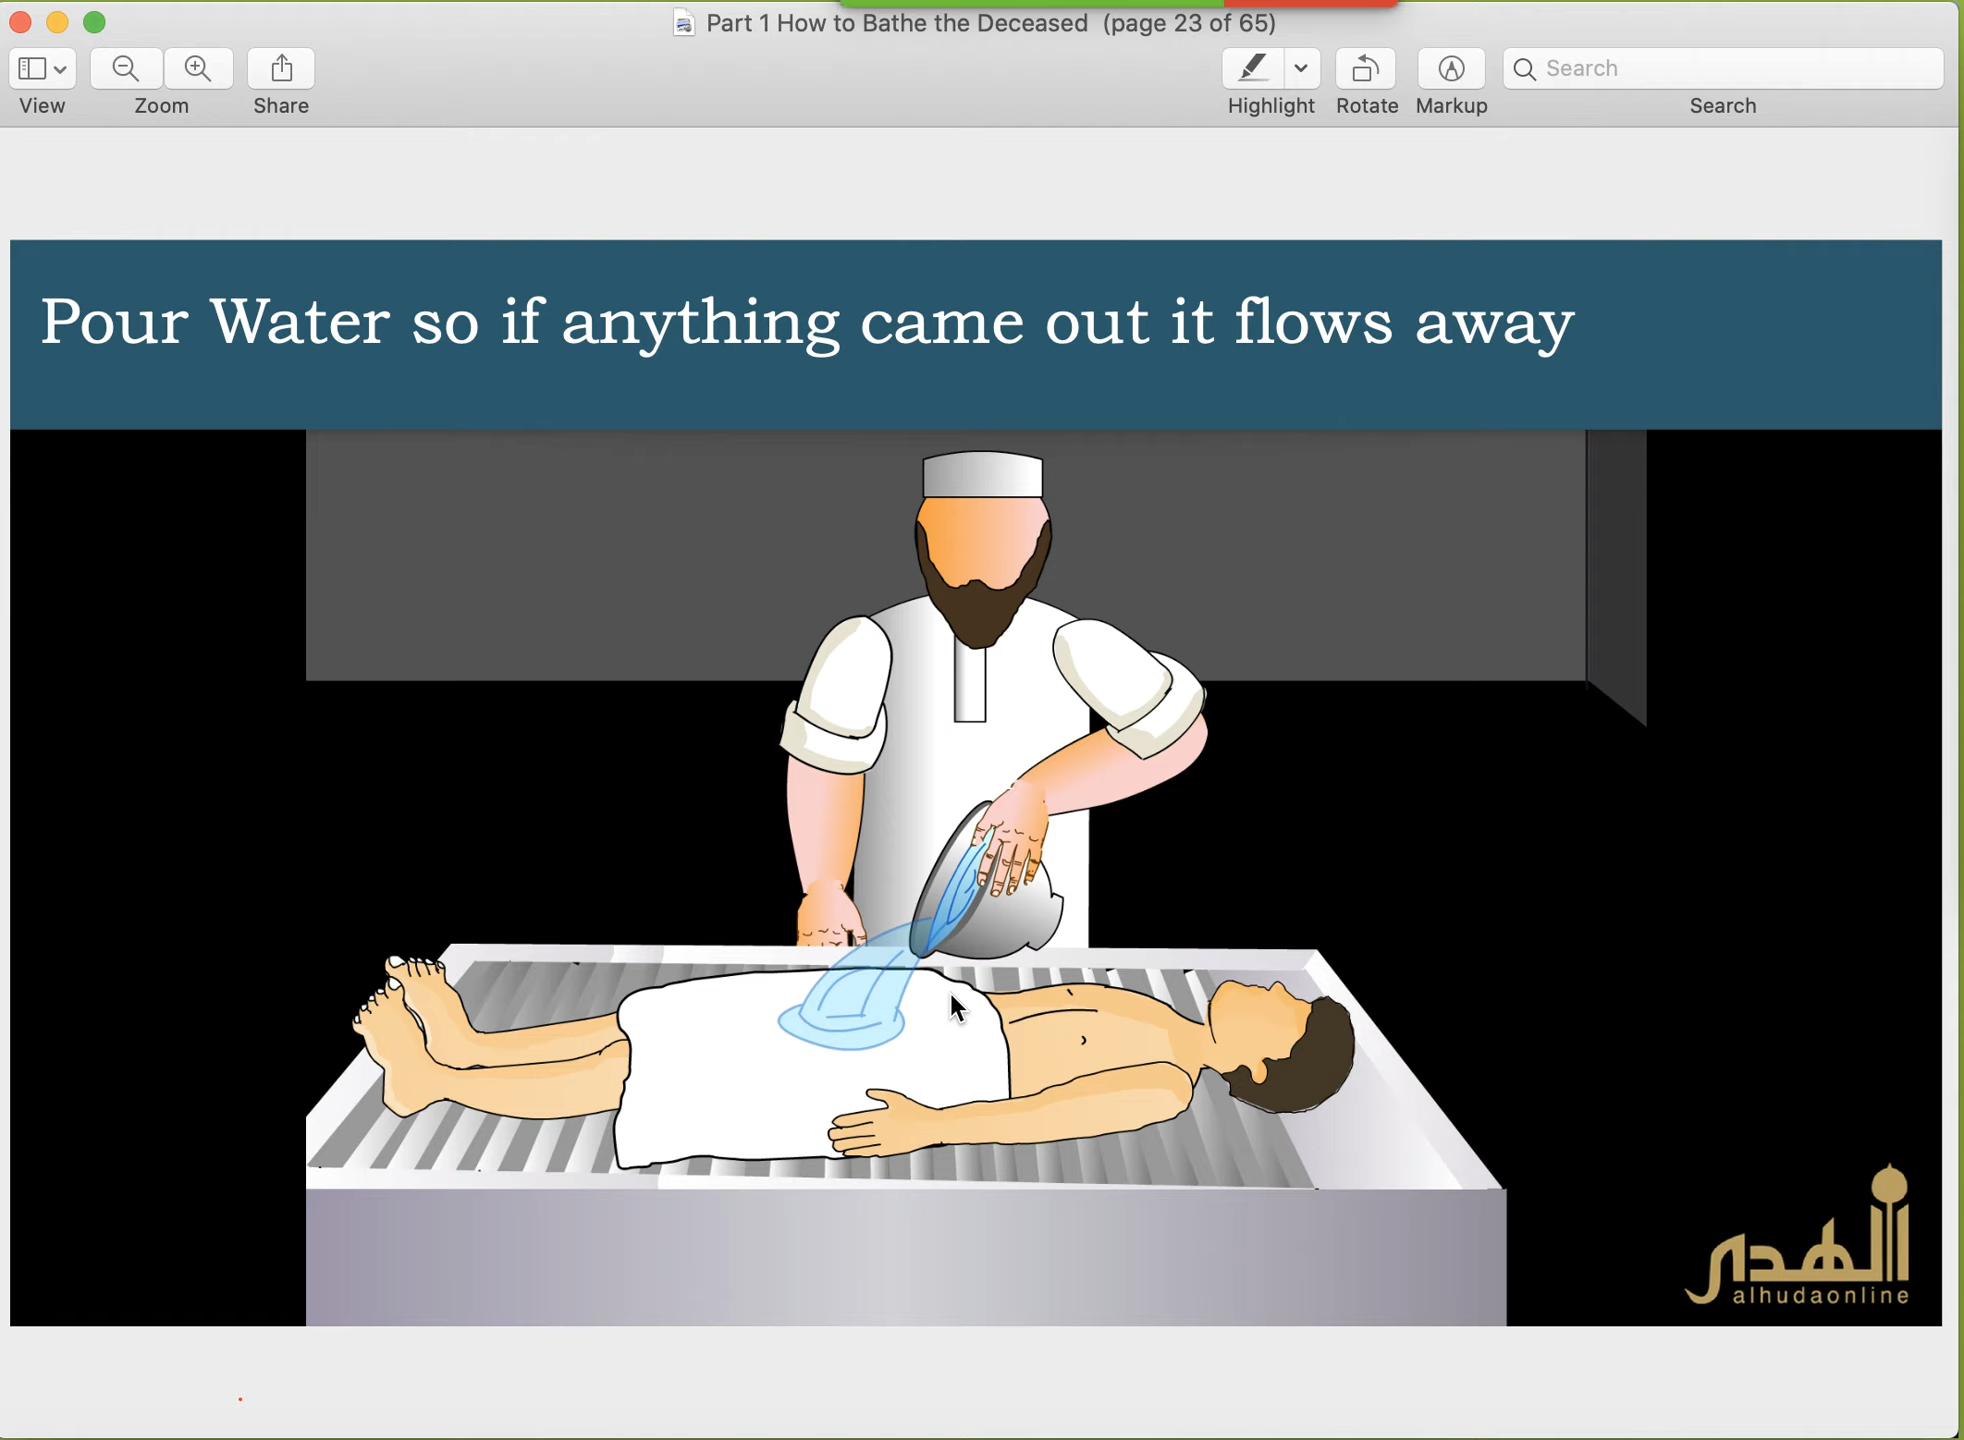 Part 1 How to Bathe the Deceased (page 23 of 65)
Search
View
Zoom
Share
Highlight
Rotate
Markup
Search
Pour Water so if anything came out it flows away
الهدى
alhudaonline